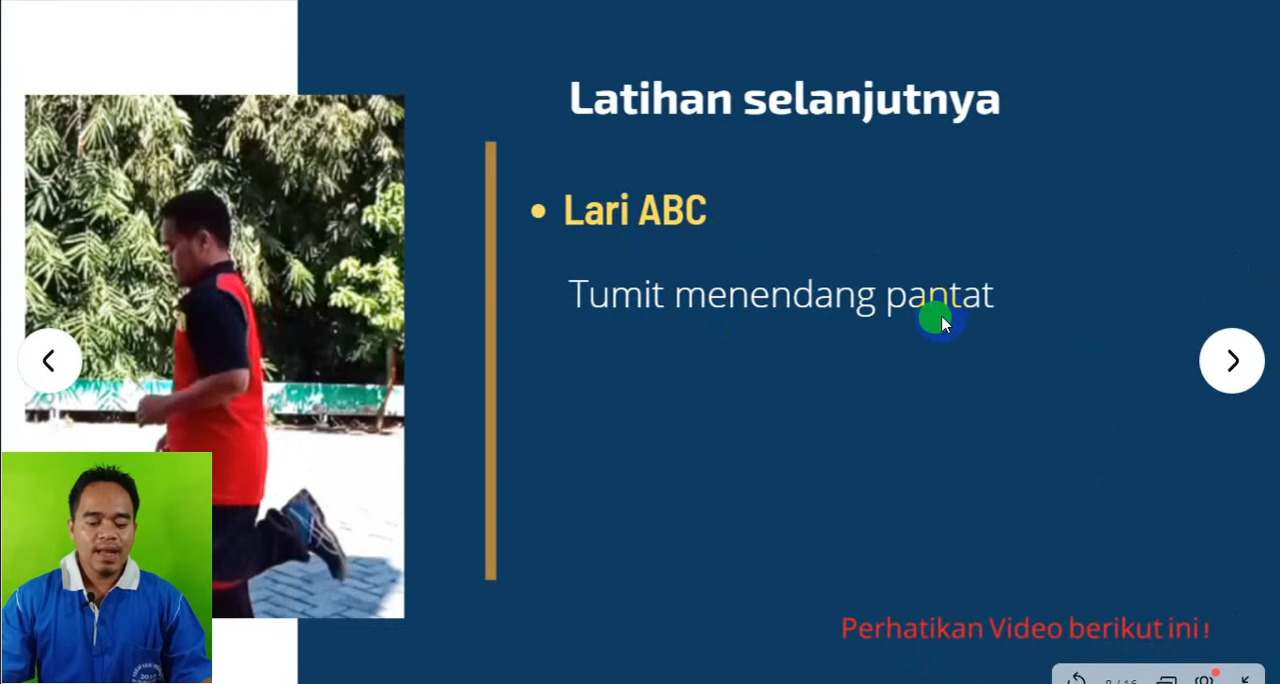 Latihan selanjutnya
Lari ABC
Tumit menendang pantat
Perhatikan Video berikut ini!